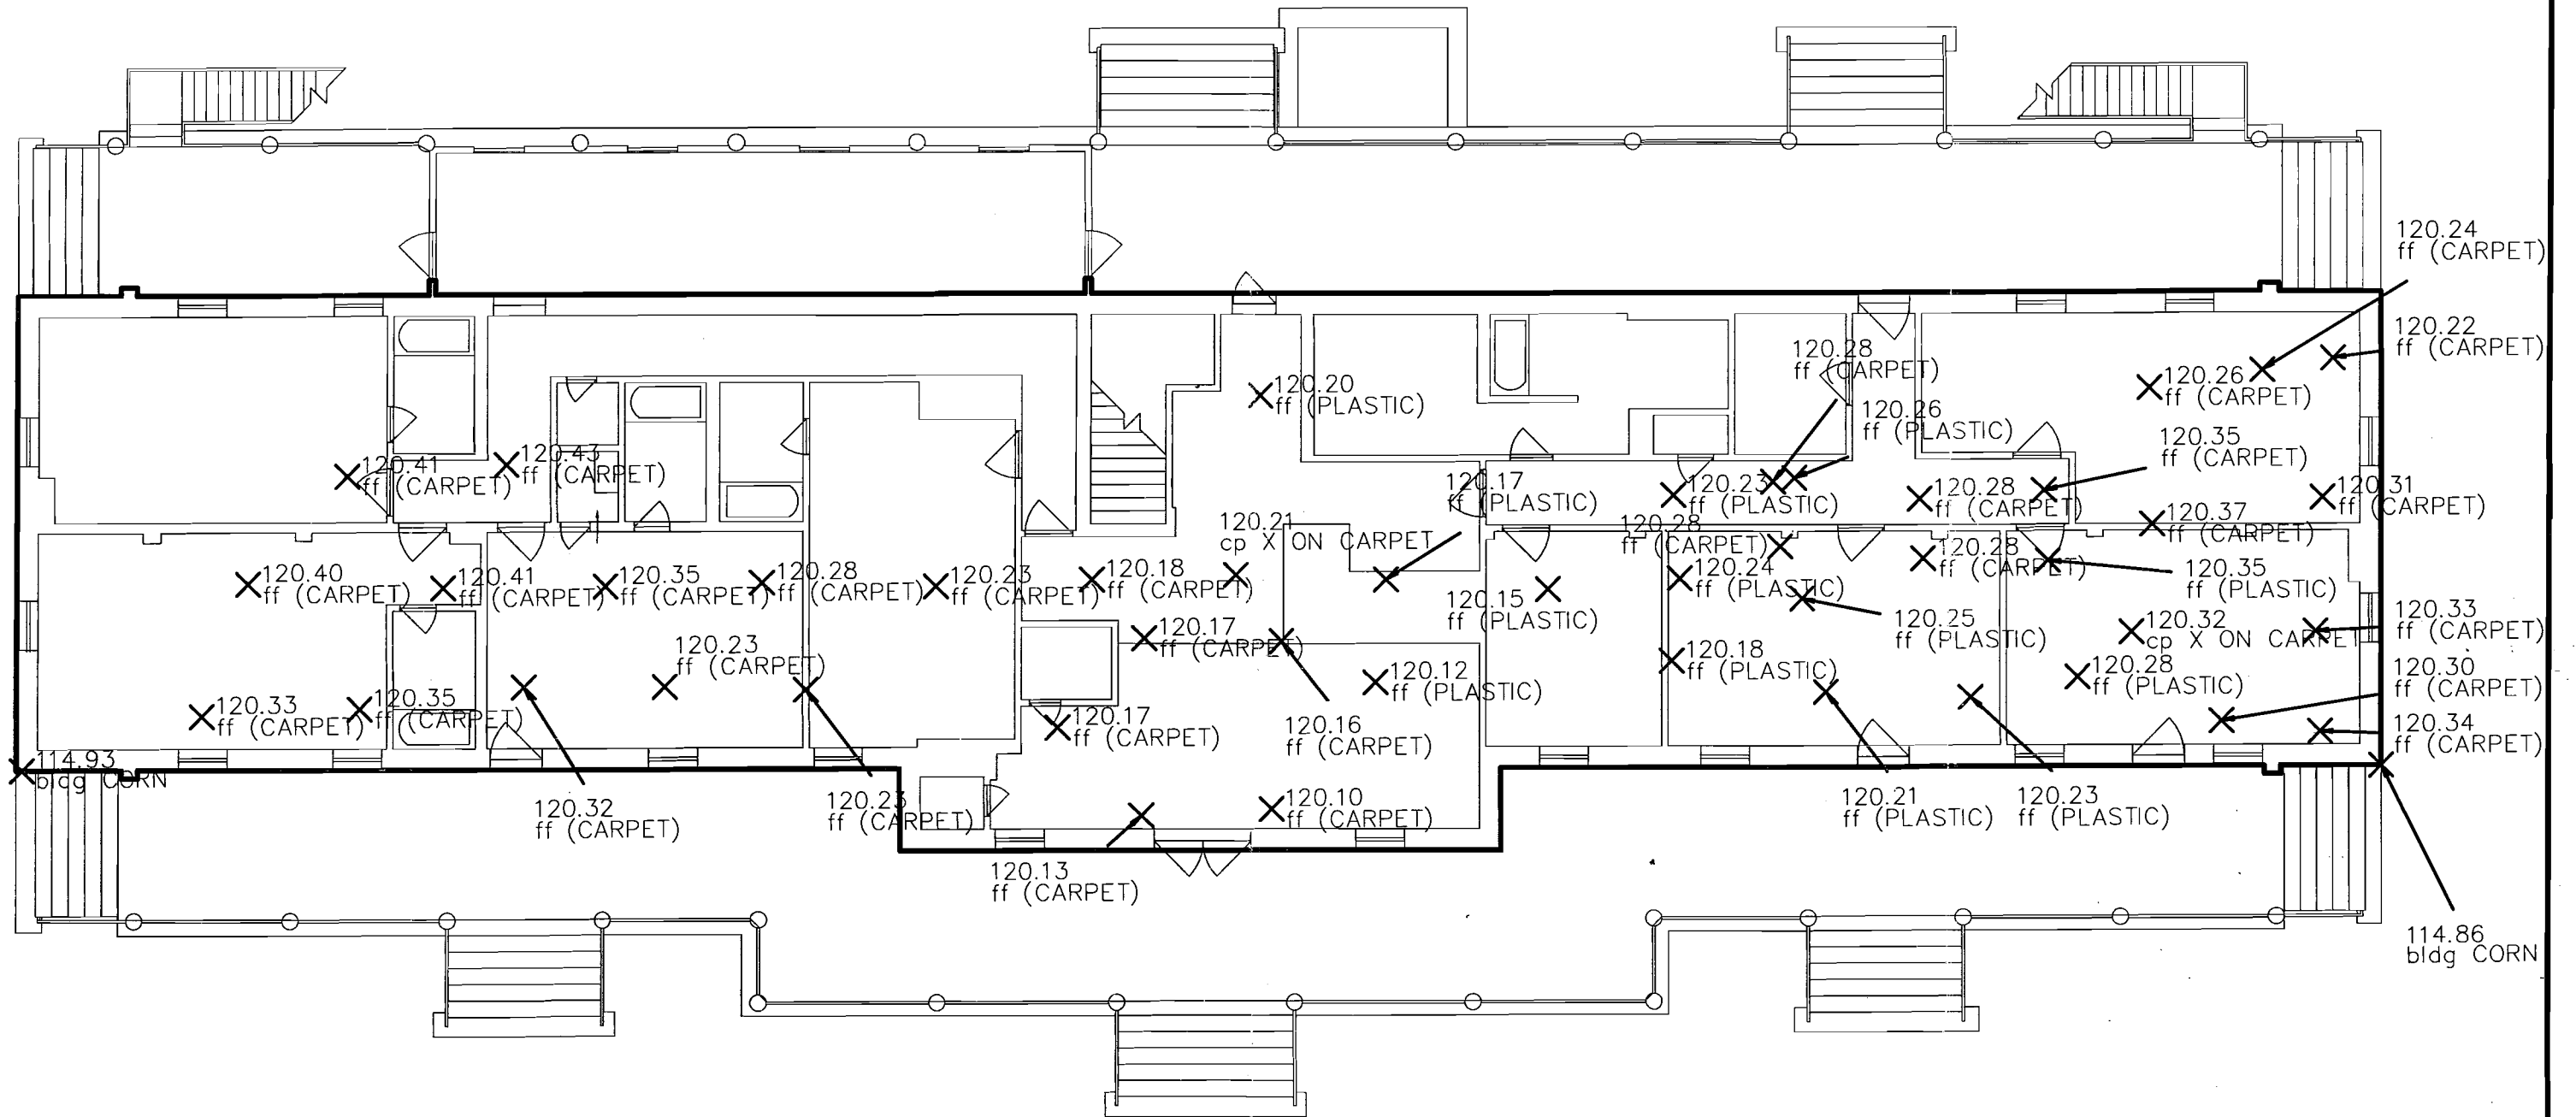 120.24
ff (CARPET)
120.22
ff (CARPET)
120.28
ff (CARPET)
120.26
ff (CARPET)
120.20
ff (PLASTIC)
120.26
ff (PLASTIC)
120.35
ff (CARPET)
120.43
ff (CARPET)
120.41
ff (CARPET)
120.17
ff (PLASTIC)
120.23
ff (PLASTIC)
120.28
ff (CARPET)
120.31
ff (CARPET)
120.37
ff (CARPET)
120.21
cp X ON CARPET
120.28
ff (CARPET)
120.28
ff (CARPET)
120.35
ff (PLASTIC)
120.40
ff (CARPET)
120.41
ff (CARPET)
120.35
ff (CARPET)
120.28
ff (CARPET)
120.23
ff (CARPET)
120.18
ff (CARPET)
120.24
ff (PLASTIC)
120.15
ff (PLASTIC)
120.25
ff (PLASTIC)
120.32
cp X ON CARPET
120.33
ff (CARPET)
120.17
ff (CARPET)
120.23
ff (CARPET)
120.18
ff (PLASTIC)
120.12
ff (PLASTIC)
120.28
ff (PLASTIC)
120.30
ff (CARPET)
120.33
ff (CARPET)
120.35
ff (CARPET)
120.17
ff (CARPET)
120.16
ff (CARPET)
120.34
ff (CARPET)
114.93
bldg CORN
120.32
ff (CARPET)
120.23
ff (CARPET)
120.10
ff (CARPET)
120.21
ff (PLASTIC)
120.23
ff (PLASTIC)
120.13
ff (CARPET)
114.86
bldg CORN